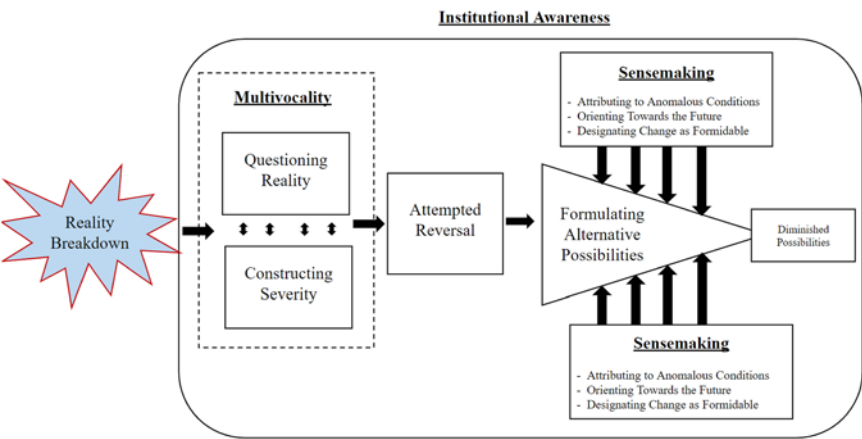 Institutional Awareness
Reality
Breakdown
Multivocality
Questioning
Reality
Constructing
Severity
Attempted
Reversal
Sensemaking
- Attributing to Anomalous Conditions
- Orienting Towards the Future
- Designating Change as Formidable
Formulating
Alternative
Possibilities
Diminished
Possibilities
Sensemaking
- Attributing to Anomalous Conditions
- Orienting Towards the Future
- Designating Change as Formidable